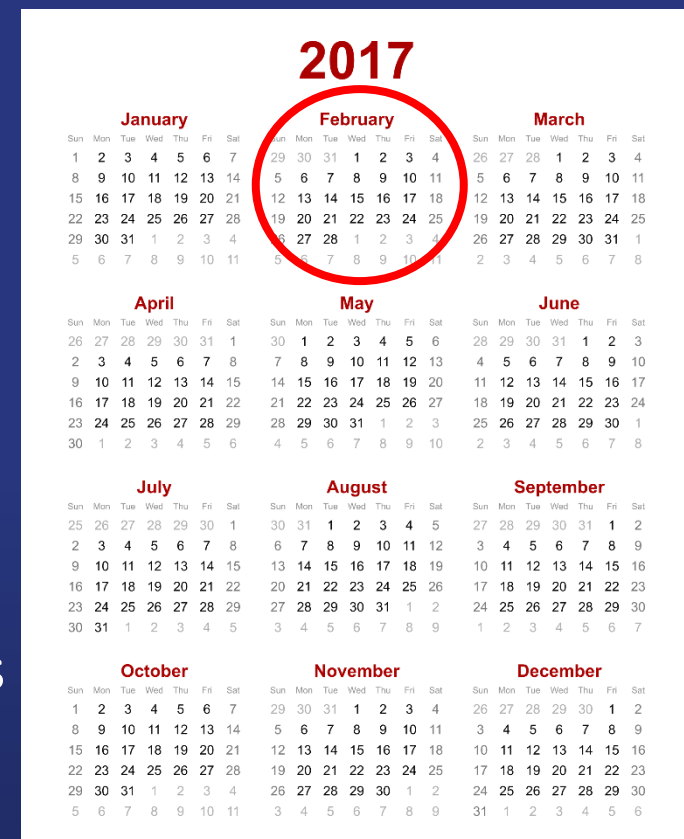 2017
January
Sun Mon Tue Wed Thu Fri Sat
1 2 3 4 5 6 7
8 9 10 11 12 13 14
15 16 17 18 19 20 21
22 23 24 25 26 27 28
29 30 31 1 2 3 4
5 6 7 8 9 10 11
February
Sun Mon Tue Wed Thu Fri Sat
29 30 31 1 2 3 4
5 6 7 8 9 10 11
12 13 14 15 16 17 18
19 20 21 22 23 24 25
26 27 28 1 2 3 4
5 6 7 8 9 10 11
March
Sun Mon Tue Wed Thu Fri Sat
26 27 28 1 2 3 4
5 6 7 8 9 10 11
12 13 14 15 16 17 18
19 20 21 22 23 24 25
26 27 28 29 30 31 1
2 3 4 5 6 7 8
April
Sun Mon Tue Wed Thu Fri Sat
26 27 28 29 30 31 1
2 3 4 5 6 7 8
9 10 11 12 13 14 15
16 17 18 19 20 21 22
23 24 25 26 27 28 29
30 1 2 3 4 5 6
May
Sun Mon Tue Wed Thu Fri Sat
30 1 2 3 4 5 6
7 8 9 10 11 12 13
14 15 16 17 18 19 20
21 22 23 24 25 26 27
28 29 30 31 1 2 3
4 5 6 7 8 9 10
June
Sun Mon Tue Wed Thu Fri Sat
28 29 30 31 1 2 3
4 5 6 7 8 9 10
11 12 13 14 15 16 17
18 19 20 21 22 23 24
25 26 27 28 29 30 1
2 3 4 5 6 7 8
July
Sun Mon Tue Wed Thu Fri Sat
25 26 27 28 29 30 1
2 3 4 5 6 7 8
9 10 11 12 13 14 15
16 17 18 19 20 21 22
23 24 25 26 27 28 29
30 31 1 2 3 4 5
August
Sun Mon Tue Wed Thu Fri Sat
30 31 1 2 3 4 5
6 7 8 9 10 11 12
13 14 15 16 17 18 19
20 21 22 23 24 25 26
27 28 29 30 31 1 2
3 4 5 6 7 8 9
September
Sun Mon Tue Wed Thu Fri Sat
27 28 29 30 31 1 2
3 4 5 6 7 8 9
10 11 12 13 14 15 16
17 18 19 20 21 22 23
24 25 26 27 28 29 30
1 2 3 4 5 6 7
s
October
Sun Mon Tue Wed Thu Fri Sat
1 2 3 4 5 6 7
8 9 10 11 12 13 14
15 16 17 18 19 20 21
22 23 24 25 26 27 28
29 30 31 1 2 3 4
5 6 7 8 9 10 11
November
Sun Mon Tue Wed Thu Fri Sat
29 30 31 1 2 3 4
5 6 7 8 9 10 11
12 13 14 15 16 17 18
19 20 21 22 23 24 25
26 27 28 29 30 1 2
3 4 5 6 7 8 9
December
Sun Mon Tue Wed Thu Fri Sat
26 27 28 29 30 1 2
3 4 5 6 7 8 9
10 11 12 13 14 15 16
17 18 19 20 21 22 23
24 25 26 27 28 29 30
31 1 2 3 4 5 6